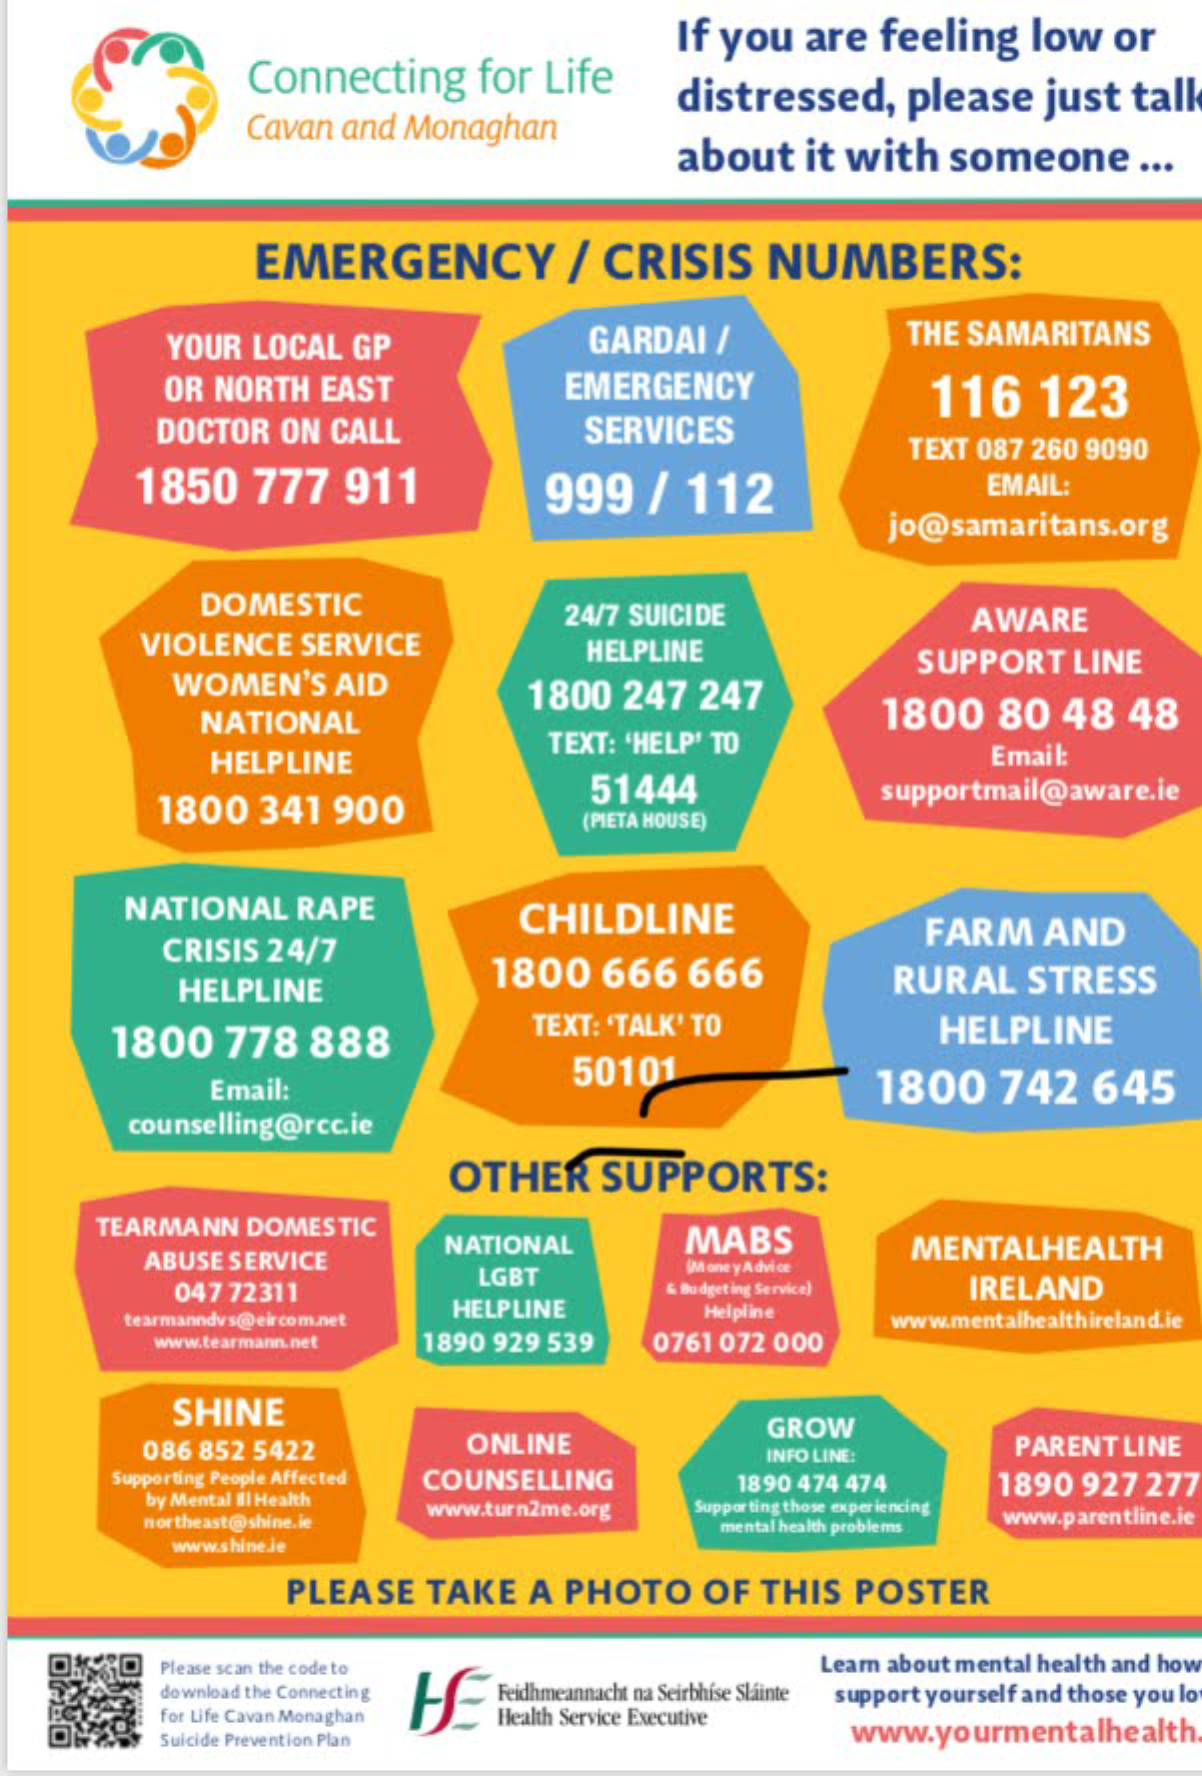 Connecting for Life
Cavan and Monaghan
If you are feeling low or
distressed, please just talk
about it with someone ...
EMERGENCY / CRISIS NUMBERS:
YOUR LOCAL GP
OR NORTH EAST
DOCTOR ON CALL
1850 777 911
GARDAI /
EMERGENCY
SERVICES
999 / 112
THE SAMARITANS
116 123
TEXT 087 260 9090
EMAIL:
jo@samaritans.org
DOMESTIC
VIOLENCE SERVICE
WOMEN'S AID
NATIONAL
HELPLINE
1800 341 900
24/7 SUICIDE
HELPLINE
1800 247 247
TEXT: ‘HELP’ TO
51444
(PIETA HOUSE)
AWARE
SUPPORT LINE
1800 80 48 48
Email:
supportmail@aware.ie
NATIONAL RAPE
CRISIS 24/7
HELPLINE
1800 778 888
Email:
counselling@rcc.ie
CHILDLINE
1800 666 666
TEXT: ‘TALK’ TO
50101
FARM AND
RURAL STRESS
HELPLINE
1800 742 645
OTHER SUPPORTS:
TEARMANN DOMESTIC
ABUSE SERVICE
047 72311
tearmanndvs@eircom.net
www.tearmann.net
NATIONAL
LGBT
HELPLINE
1890 929 539
MABS
(Money Advice
& Budgeting Service)
Helpline
0761 072 000
MENTALHEALTH
IRELAND
www.mentalhealthireland.ie
SHINE
086 852 5422
Supporting People Affected
by Mental Ill Health
northeast@shine.ie
www.shine.ie
ONLINE
COUNSELLING
www.turn2me.org
GROW
INFO LINE:
1890 474 474
Supporting those experiencing
mental health problems
PARENT LINE
1890 927 277
www.parentline.ie
PLEASE TAKE A PHOTO OF THIS POSTER
Please scan the code to
download the Connecting
for Life Cavan Monaghan
Suicide Prevention Plan
Feidhmeannacht na Seirbhíse Sláinte
Health Service Executive
Learn about mental health and how
support yourself and those you lo
www.yourmentalhealth.